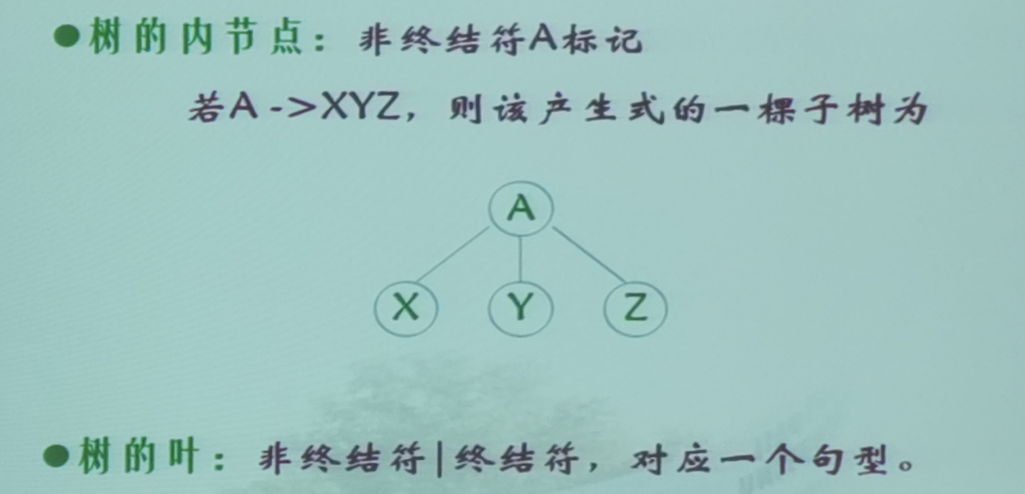 ●树的内节点：非终结符A标记
若A ->XYZ，则该产生式的一棵子树为
A
X Y Z
●树的叶：非终结符|终结符，对应一个句型。